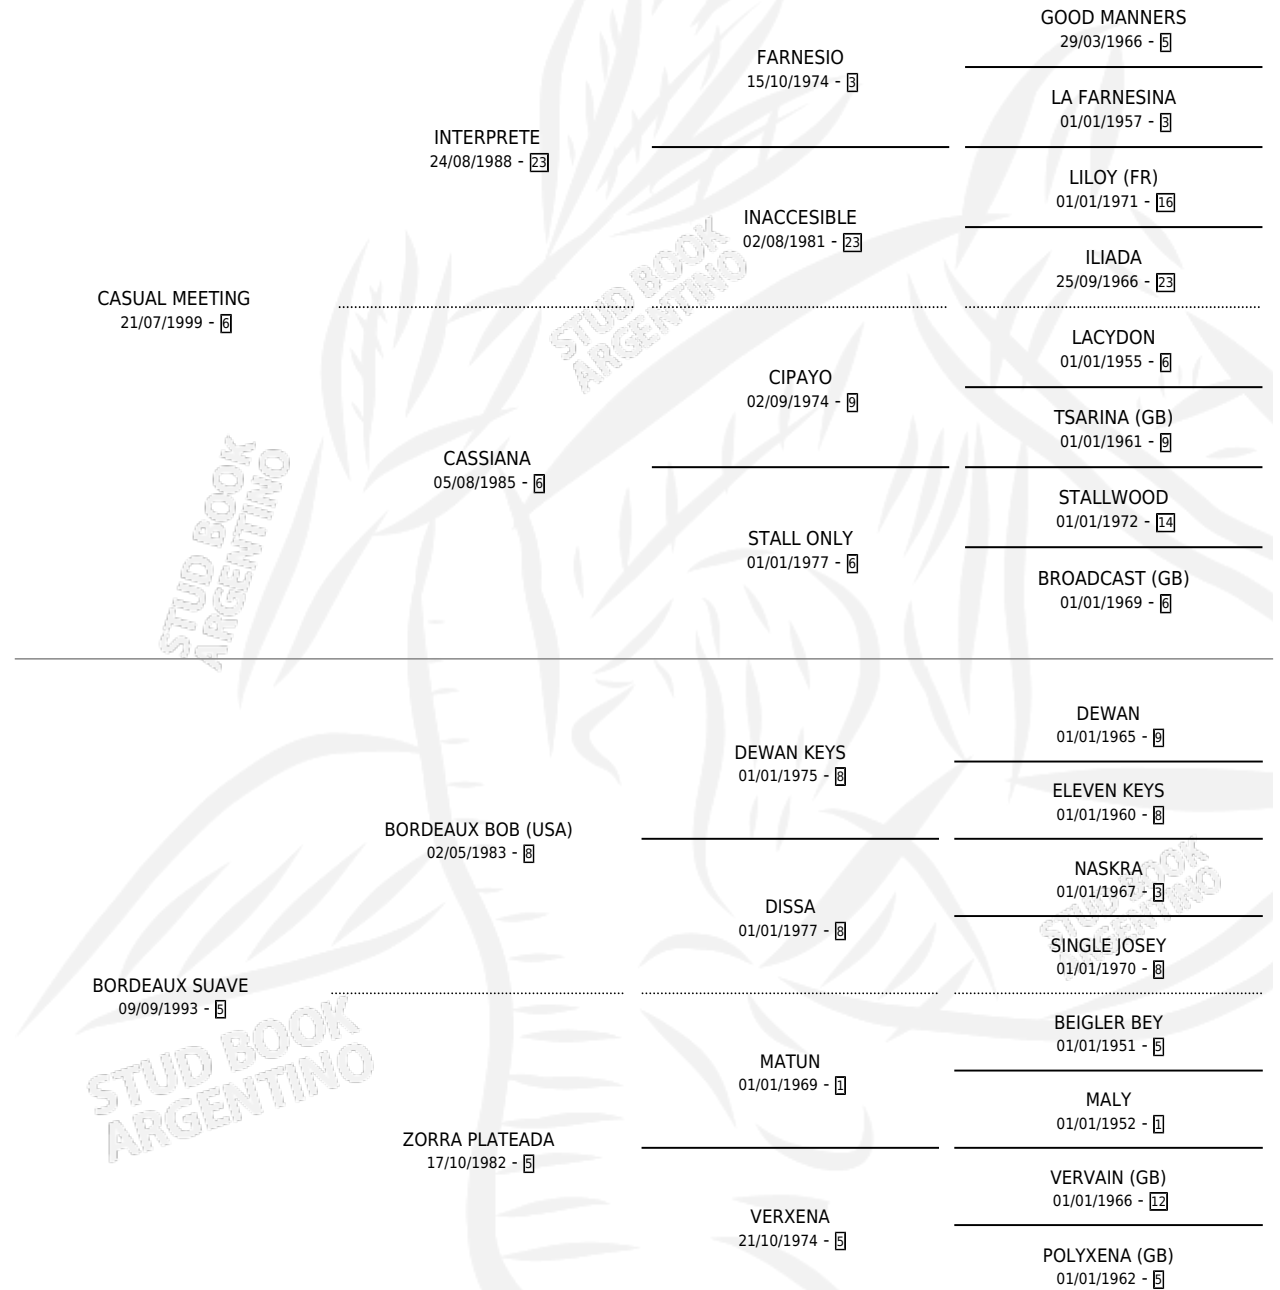 GOOD MANNERS
29/03/1966 - 5
FARNESIO
15/10/1974 - 3
LA FARNESINA
01/01/1957 - 3
INTERPRETE
24/08/1988 - 23
LILOY (FR)
01/01/1971 - 16
INACCESIBLE
02/08/1981 - 23
ILIADA
25/09/1966 - 23
CASUAL MEETING
21/07/1999 - 6
LACYDON
01/01/1955 - 6
CIPAYO
02/09/1974 - 9
TSARINA (GB)
01/01/1961 - 9
CASSIANA
05/08/1985 - 6
STALLWOOD
01/01/1972 - 14
STALL ONLY
01/01/1977 - 6
BROADCAST (GB)
01/01/1969 - 6
STUD BOOK
ARGENTINO
STUD BOOK
ARGENTINO
DEWAN
01/01/1965 - 9
DEWAN KEYS
01/01/1975 - 8
ELEVEN KEYS
01/01/1960 - 8
BORDEAUX BOB (USA)
02/05/1983 - 8
NASKRA
01/01/1967 - 3
DISSA
01/01/1977 - 8
SINGLE JOSEY
01/01/1970 - 8
BORDEAUX SUAVE
09/09/1993 - 5
BEIGLER BEY
01/01/1951 - 5
MATUN
01/01/1969 - 1
MALY
01/01/1952 - 1
ZORRA PLATEADA
17/10/1982 - 5
VERVAIN (GB)
01/01/1966 - 12
VERXENA
21/10/1974 - 5
POLYXENA (GB)
01/01/1962 - 5
STUD BOOK
ARGENTINO
STUD BOOK
ARGENTINO